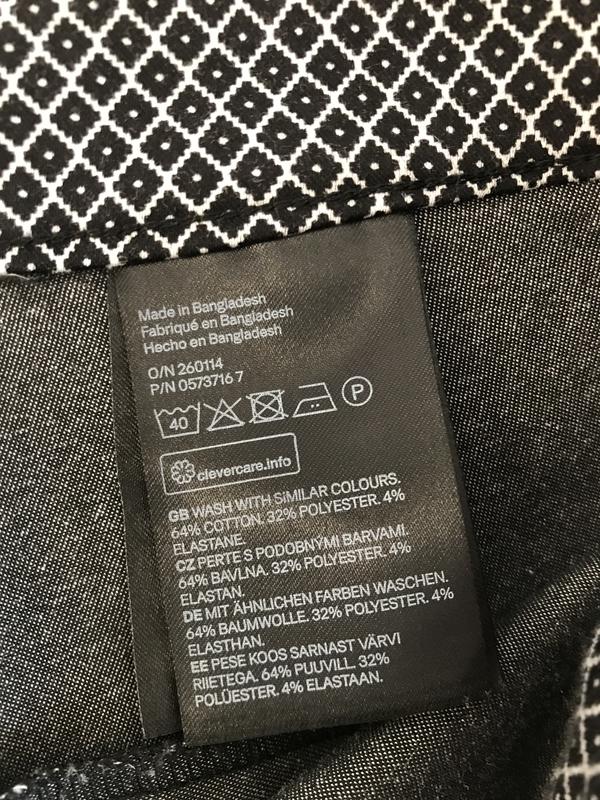 Made in Bangladesh
Fabriqué en Bangladesh
Hecho en Bangladesh
O/N 260114
P/N 0573716 7
40 P
clevercare.info
GB WASH WITH SIMILAR COLOURS.
64% COTTON. 32% POLYESTER. 4%
ELASTANE.
CZ PERTE S PODOBNÝMI BARVAMI.
64% BAVLNA. 32% POLYESTER. 4%
ELASTAN.
DE MIT ÄHNLICHEN FARBEN WASCHEN.
64% BAUMWOLLE. 32% POLYESTER. 4%
ELASTHAN.
EE PESE KOOS SARNAST VÄRVI
RIIETEGA. 64% PUUVILL. 32%
POLÜESTER. 4% ELASTAAN.